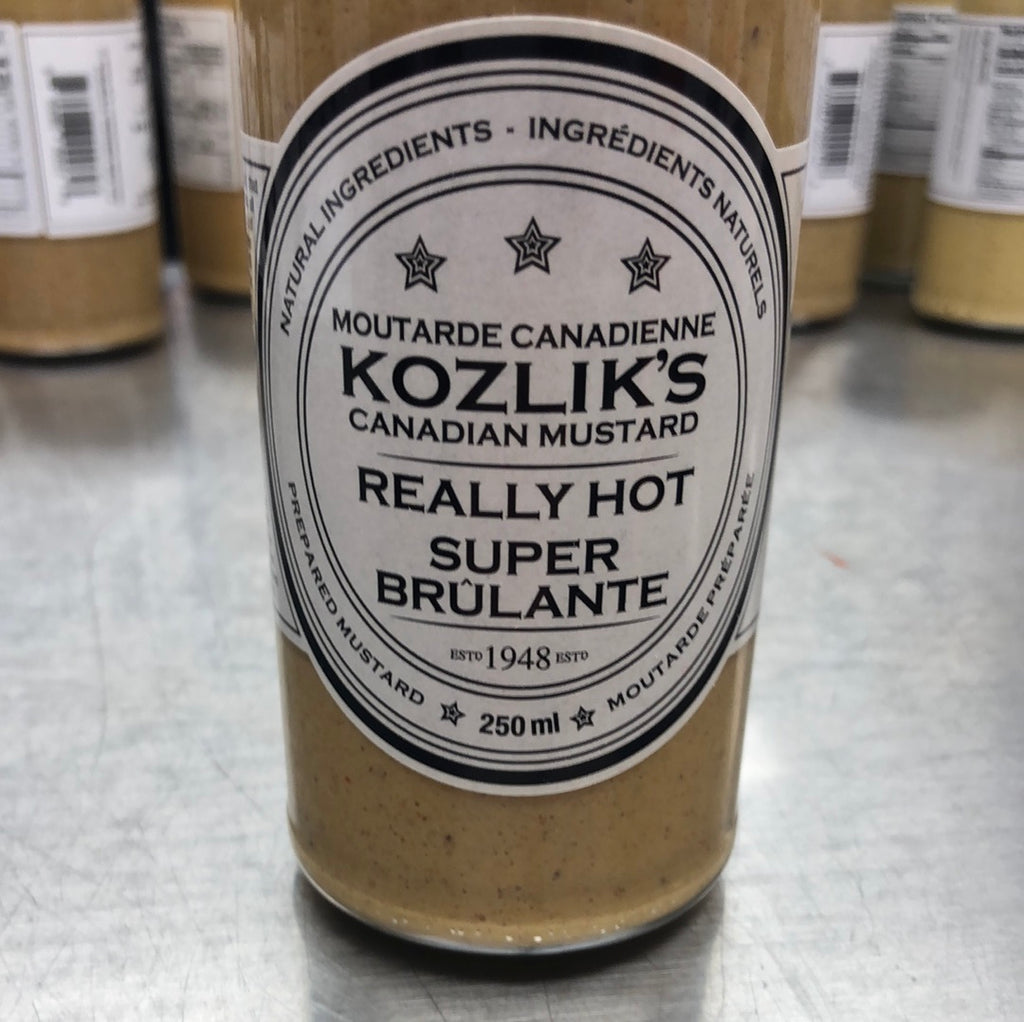 NATURAL INGREDIENTS - INGRÉDIENTS NATURELS
MOUTARDE CANADIENNE
KOZLIK'S
CANADIAN MUSTARD
REALLY HOT
SUPER
BRÛLANTE
ESTD 1948 ESTD
PREPARED MUSTARD
250 ml
MOUTARDE PRÉPARÉE